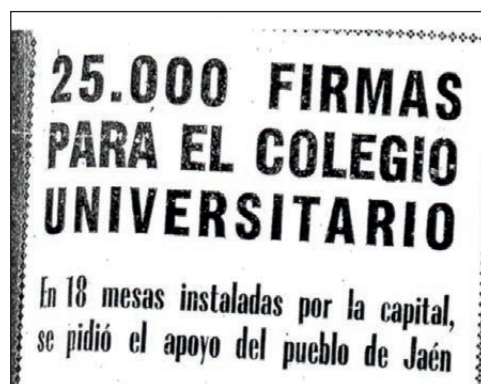 25.000 FIRMAS
PARA EL COLEGIO
UNIVERSITARIO
En 18 mesas instaladas por la capital,
se pidió el apoyo del pueblo de Jaén